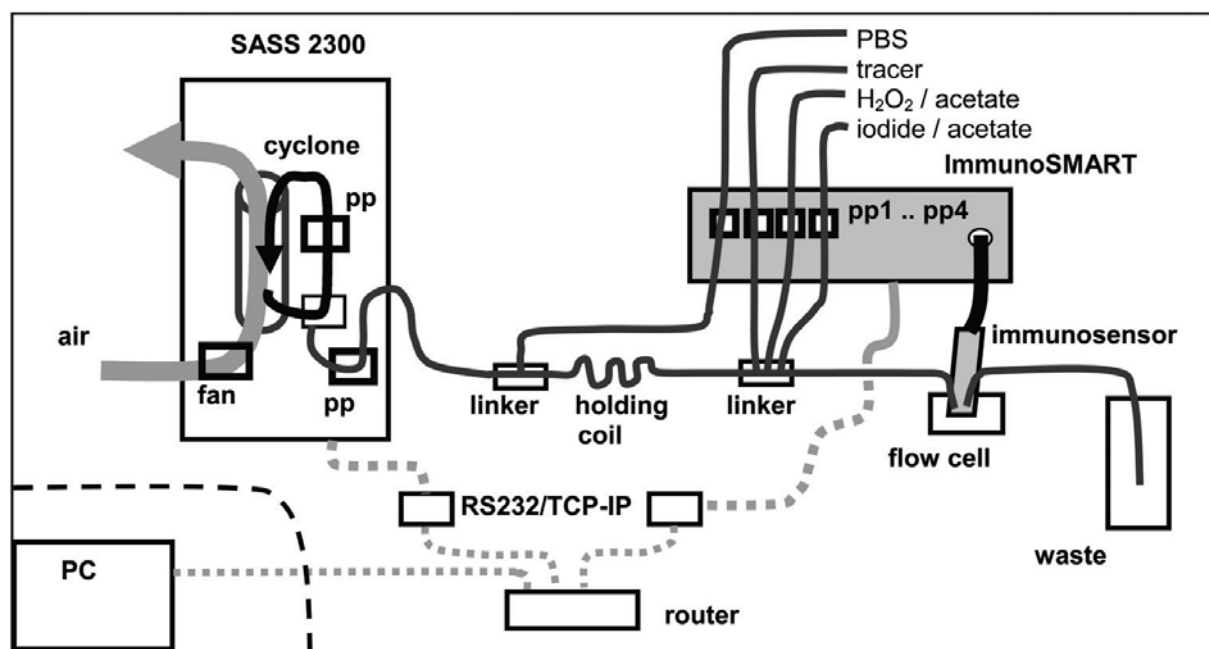 SASS 2300
PBS
tracer
H₂O₂ / acetate
iodide / acetate
cyclone
ImmunoSMART
pp
pp1 .. pp4
air
immunosensor
fan
pp
linker
holding
coil
linker
flow cell
RS232/TCP-IP
waste
PC
router